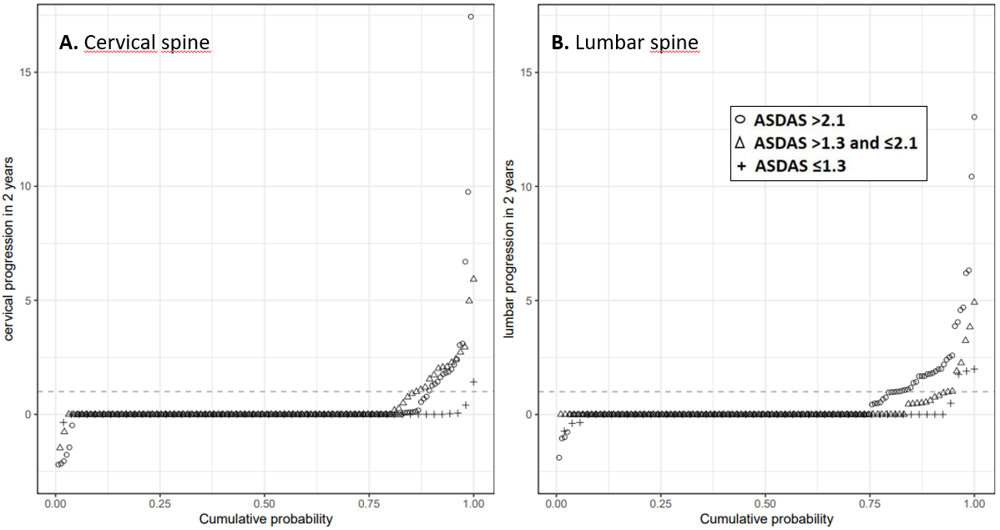 A. Cervical spine
15
10
5
0
cervical progression in 2 years
0.00 0.25 0.50 0.75 1.00
Cumulative probability
B. Lumbar spine
ASDAS >2.1
ASDAS >1.3 and ≤2.1
ASDAS ≤1.3
15
10
5
0
lumbar progression in 2 years
0.00 0.25 0.50 0.75 1.00
Cumulative probability